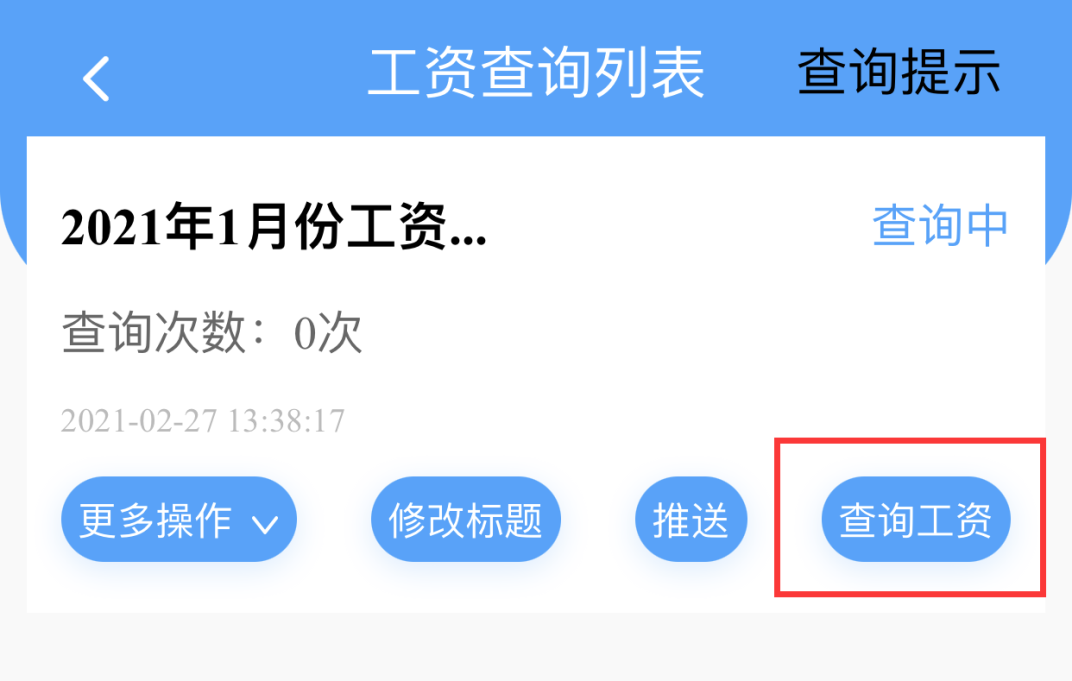 工资查询列表 查询提示
2021年1月份工资... 查询中
查询次数：0次
2021-02-27 13:38:17
更多操作 修改标题 推送 查询工资